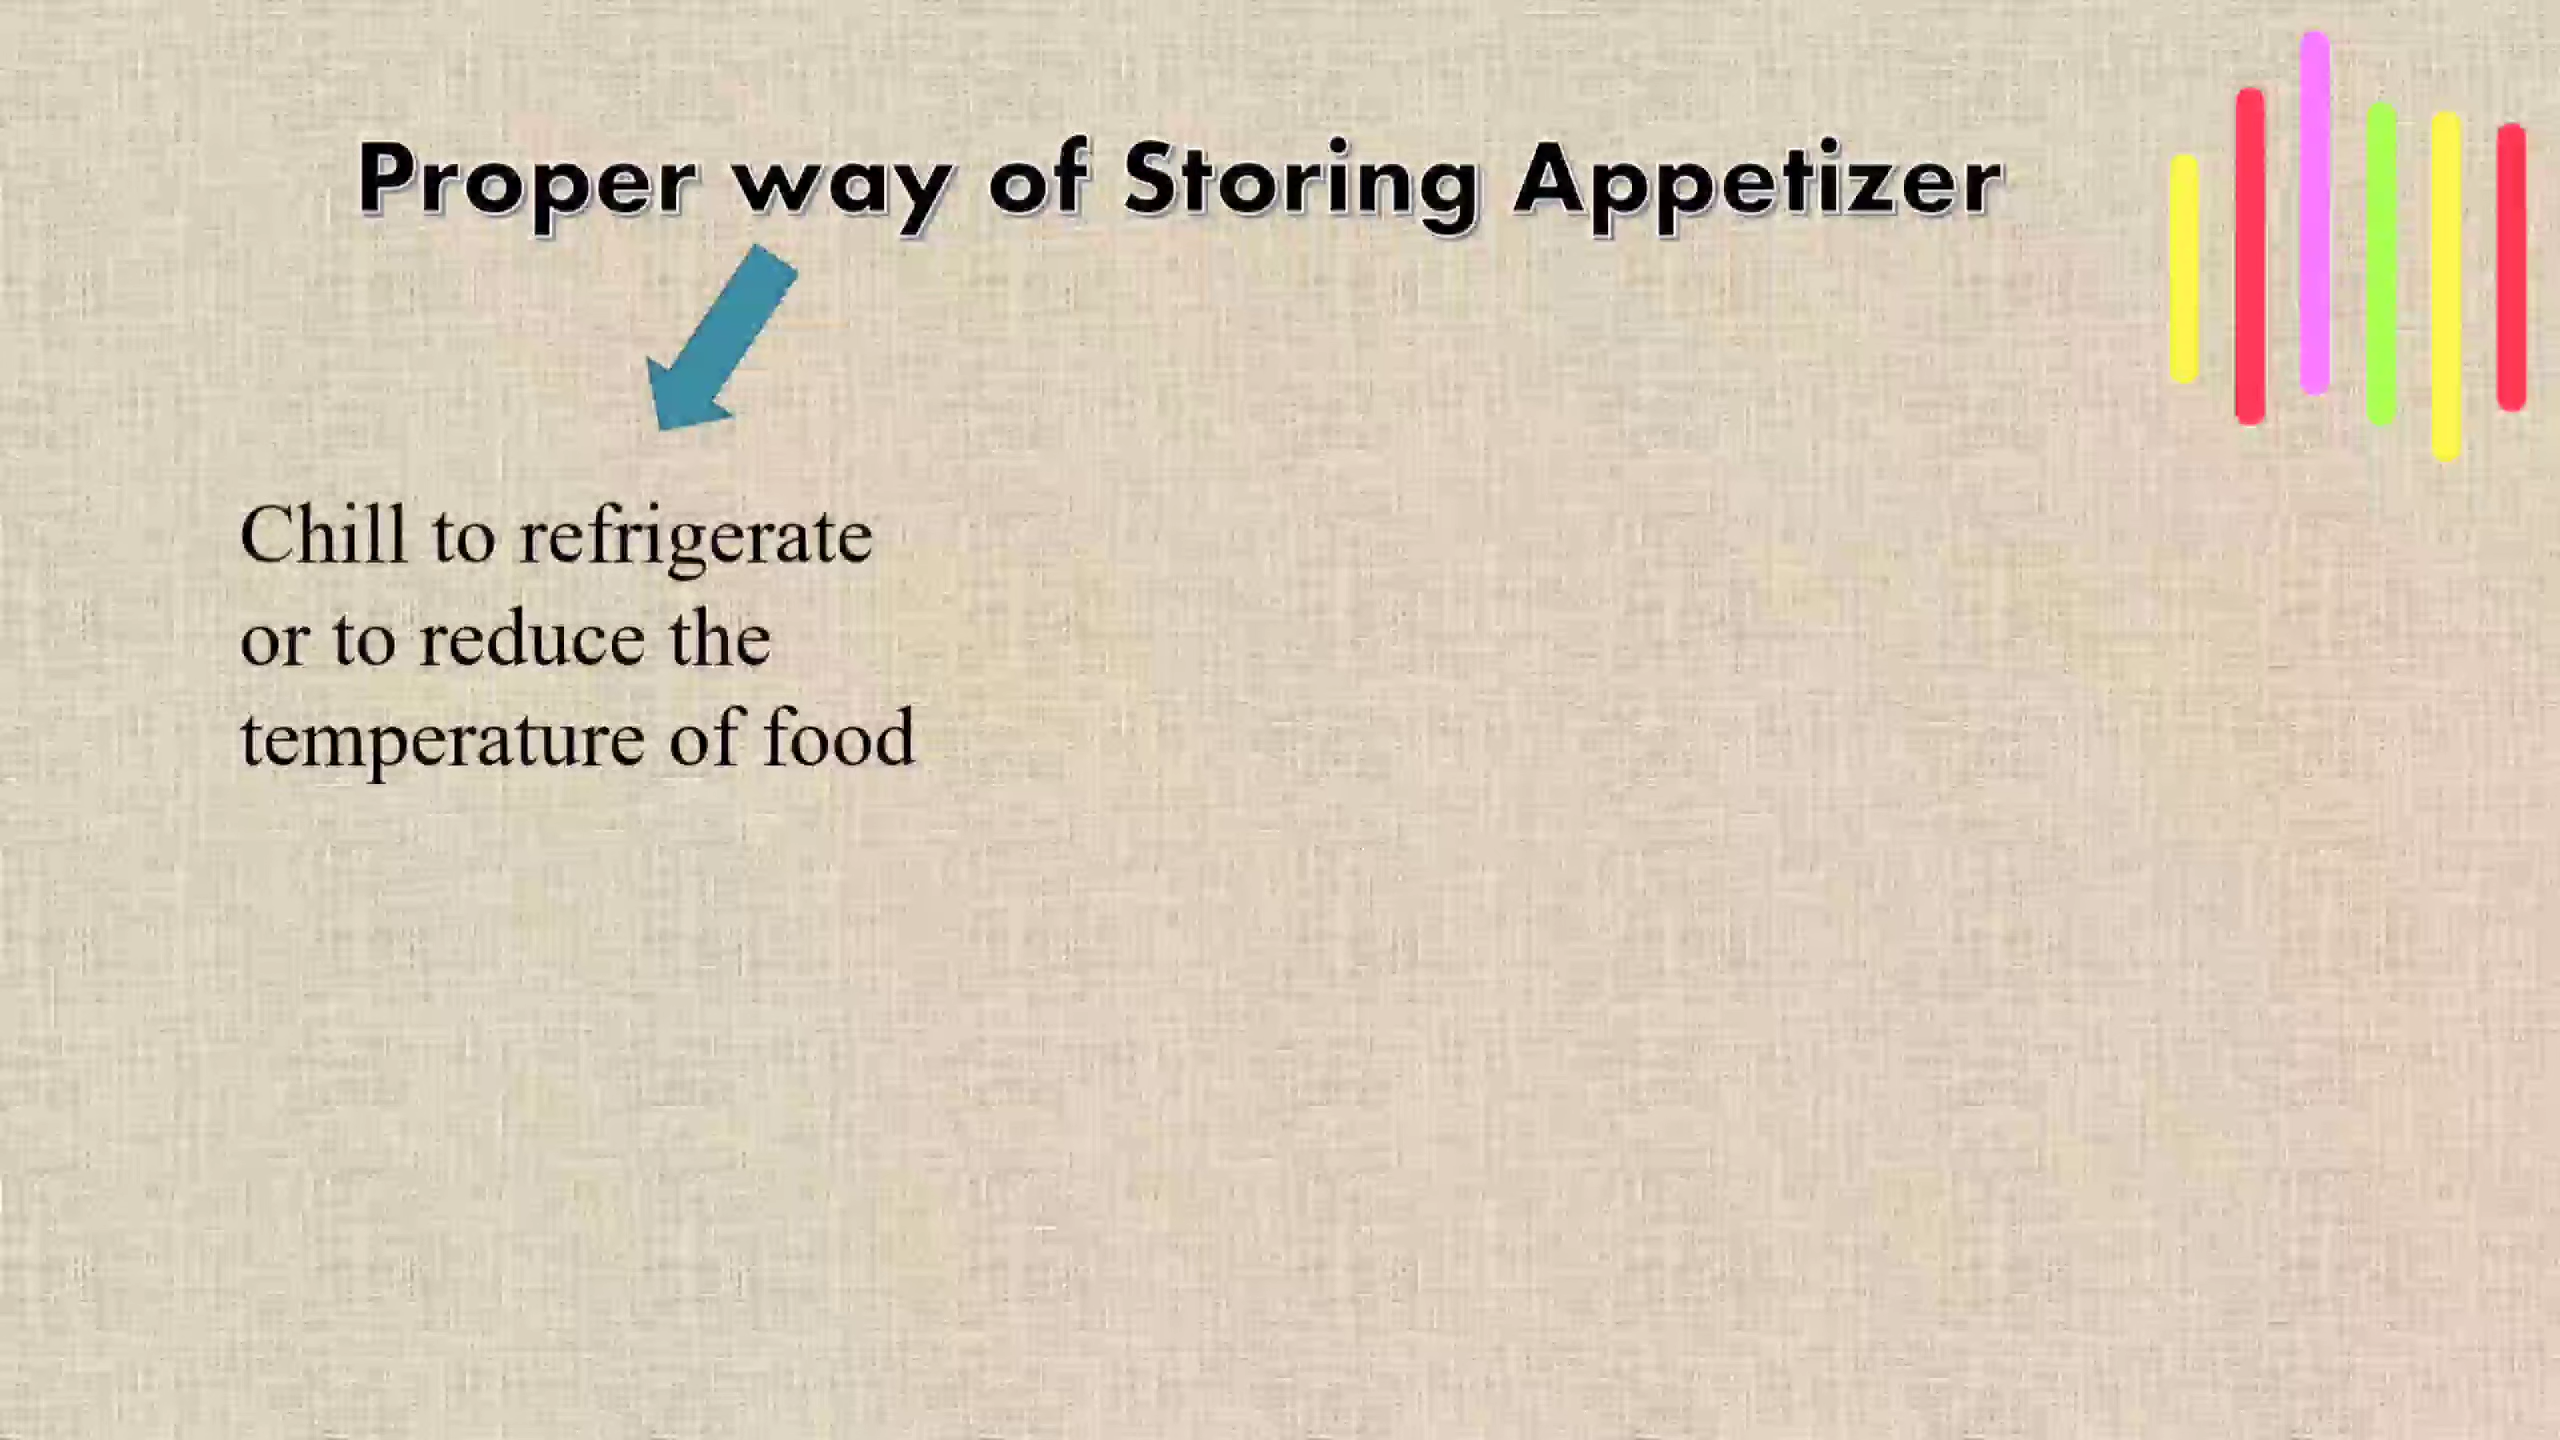 Proper way of Storing Appetizer
Chill to refrigerate
or to reduce the
temperature of food